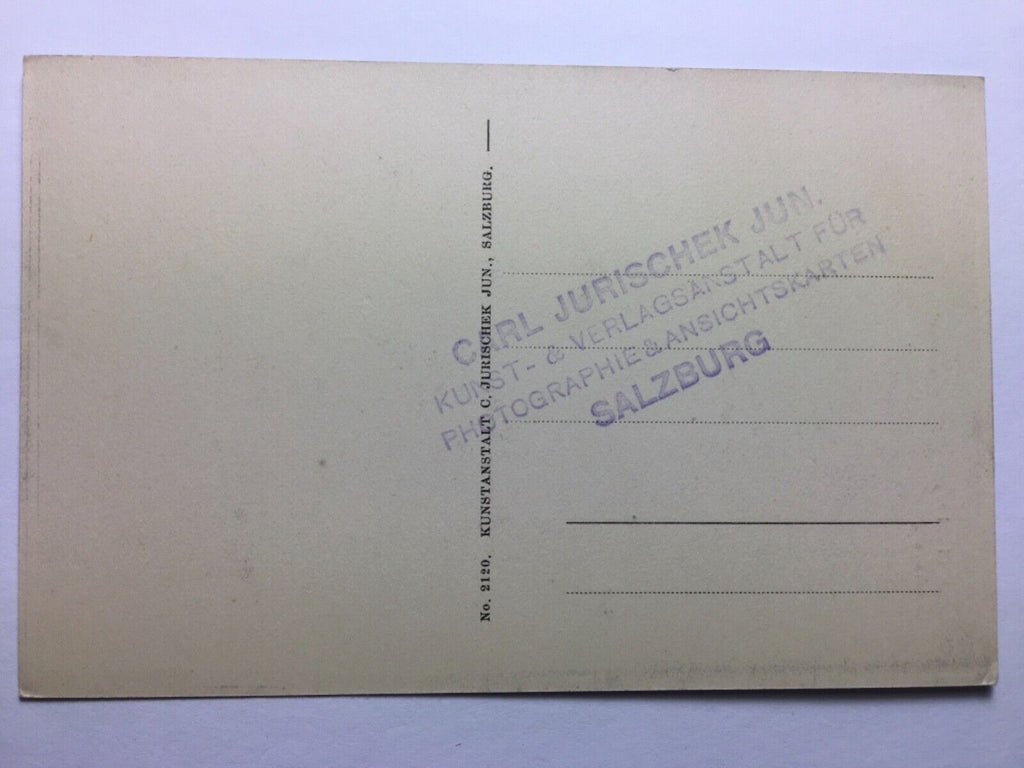 No. 2120. KUNSTANSTALT C. JURISCHEK JUN., SALZBURG.
CARL JURISCHEK JUN.
KUNST- & VERLAGSANSTALT FÜR
PHOTOGRAPHIE & ANSICHTSKARTEN
SALZBURG